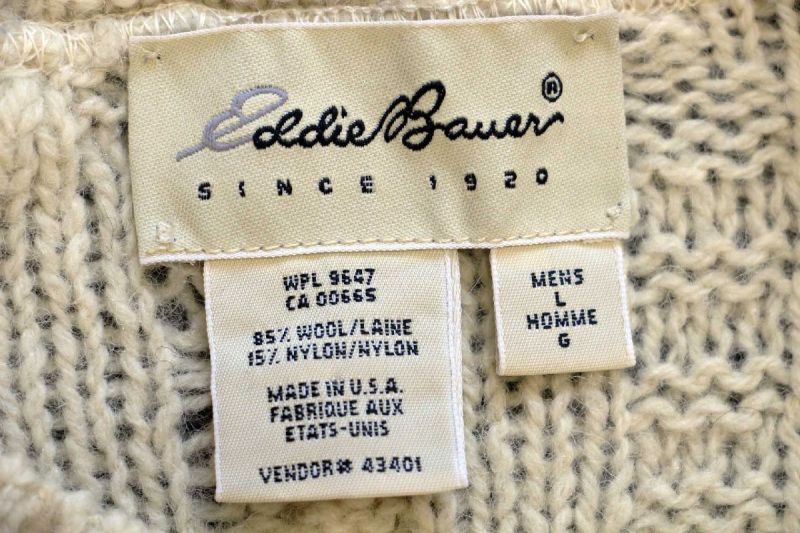 Eddie Bauer®
SINCE 1920
WPL 9647
CA 00665
85% WOOL/LAINE
15% NYLON/NYLON
MADE IN U.S.A.
FABRIQUE AUX
ETATS-UNIS
VENDOR# 43401
MENS
L
HOMME
G